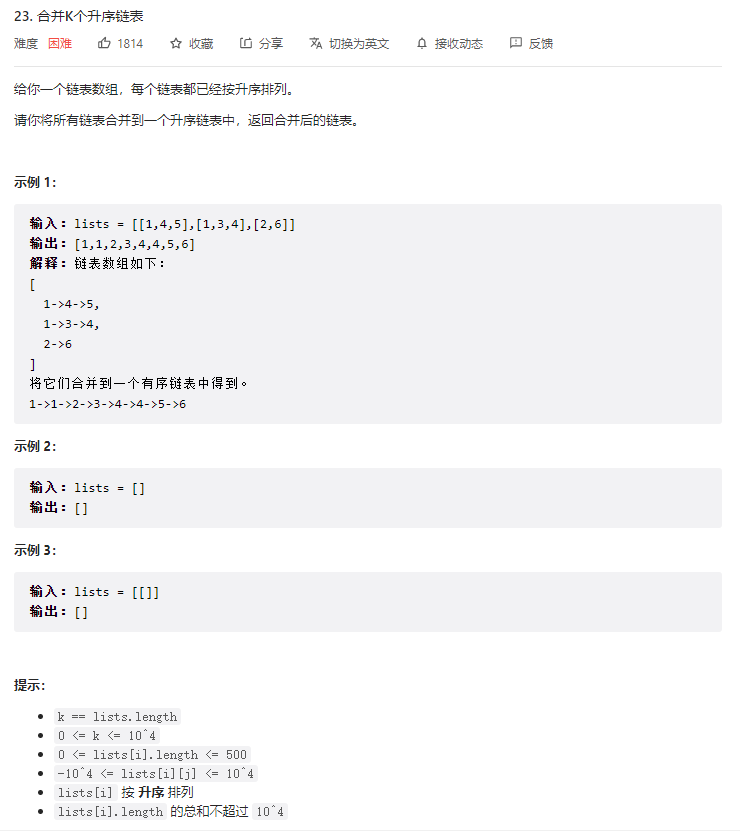 23. 合并K个升序链表
难度 困难 1814 收藏 分享 切换为英文 接收动态 反馈
给你一个链表数组，每个链表都已经按升序排列。
请你将所有链表合并到一个升序链表中，返回合并后的链表。
示例 1：
输入：lists = [[1,4,5],[1,3,4],[2,6]]
输出：[1,1,2,3,4,4,5,6]
解释：链表数组如下：
[
  1->4->5,
  1->3->4,
  2->6
]
将它们合并到一个有序链表中得到。
1->1->2->3->4->4->5->6
示例 2：
输入：lists = []
输出：[]
示例 3：
输入：lists = [[]]
输出：[]
提示：
k == lists.length
0 <= k <= 10^4
0 <= lists[i].length <= 500
-10^4 <= lists[i][j] <= 10^4
lists[i] 按 升序 排列
lists[i].length 的总和不超过 10^4